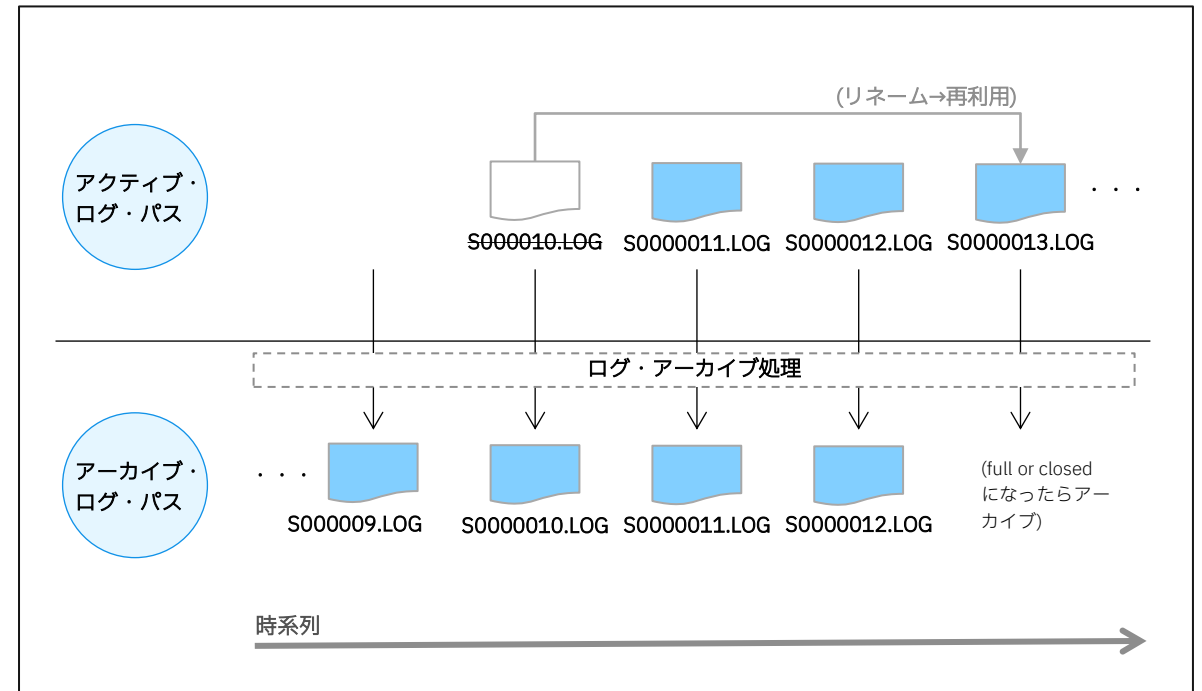 (リネーム→再利用)
アクティブ・
ログ・パス
S000010.LOG S0000011.LOG S0000012.LOG S0000013.LOG
・・・
ログ・アーカイブ処理
アーカイブ・
ログ・パス
・・・
S000009.LOG S0000010.LOG S0000011.LOG S0000012.LOG
(full or closed
になったらアー
カイブ)
時系列